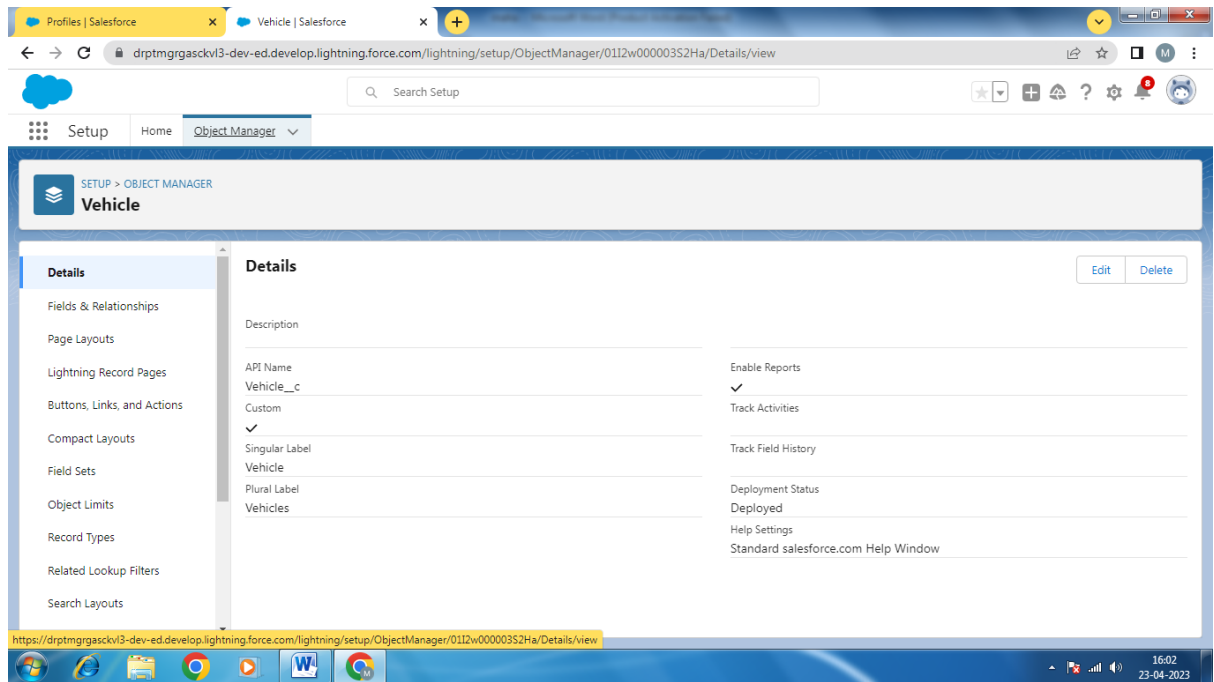 Profiles | Salesforce
Vehicle | Salesforce
drptmgrgasckvl3-dev-ed.develop.lightning.force.com/lightning/setup/ObjectManager/01I2w000003S2Ha/Details/view
M
Search Setup
8
Setup
Home
Object Manager
SETUP > OBJECT MANAGER
Vehicle
Details
Fields & Relationships
Page Layouts
Lightning Record Pages
Buttons, Links, and Actions
Compact Layouts
Field Sets
Object Limits
Record Types
Related Lookup Filters
Search Layouts
Details
Edit
Delete
Description
API Name
Vehicle__c
Custom
Singular Label
Vehicle
Plural Label
Vehicles
Enable Reports
Track Activities
Track Field History
Deployment Status
Deployed
Help Settings
Standard salesforce.com Help Window
https://drptmgrgasckvl3-dev-ed.develop.lightning.force.com/lightning/setup/ObjectManager/01I2w000003S2Ha/Details/view
16:02
23-04-2023